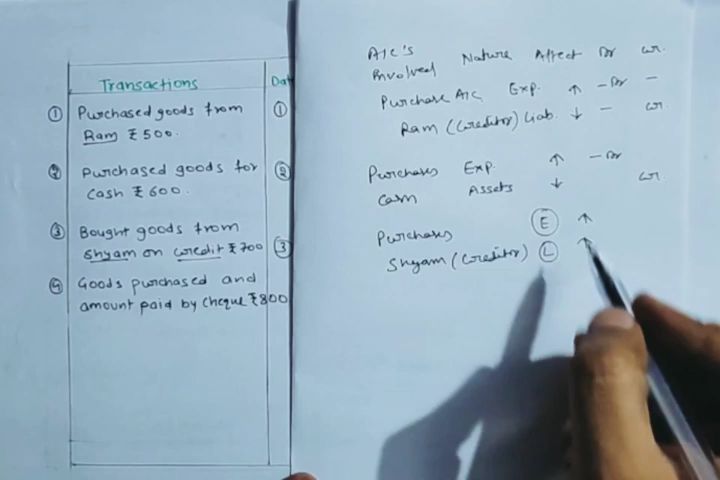 Transactions
① Purchased goods from
Ram ₹500.
② Purchased goods for
cash ₹600.
③ Bought goods from
shyam on credit ₹700
④ Goods purchased and
amount paid by cheque ₹800
Dat
①
②
③
A/c's Nature Affect Dr Cr.
Involved
Purchase A/c Exp. ↑ - Dr -
Ram (Creditor) Liab. ↓ - Cr.
Purchases Exp. ↑ - Dr
Cash Assets ↓ Cr
Purchases Ⓔ ↑
Shyam (Creditor) Ⓛ ↑